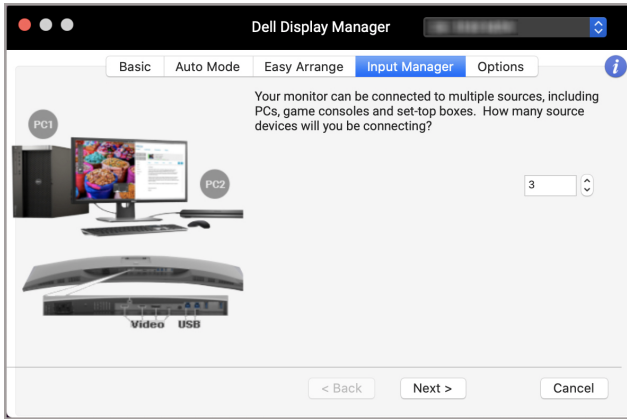 Dell Display Manager
Basic Auto Mode Easy Arrange Input Manager Options
Your monitor can be connected to multiple sources, including
PCs, game consoles and set-top boxes. How many source
devices will you be connecting?
PC1
PC2
3
Video USB
< Back Next > Cancel